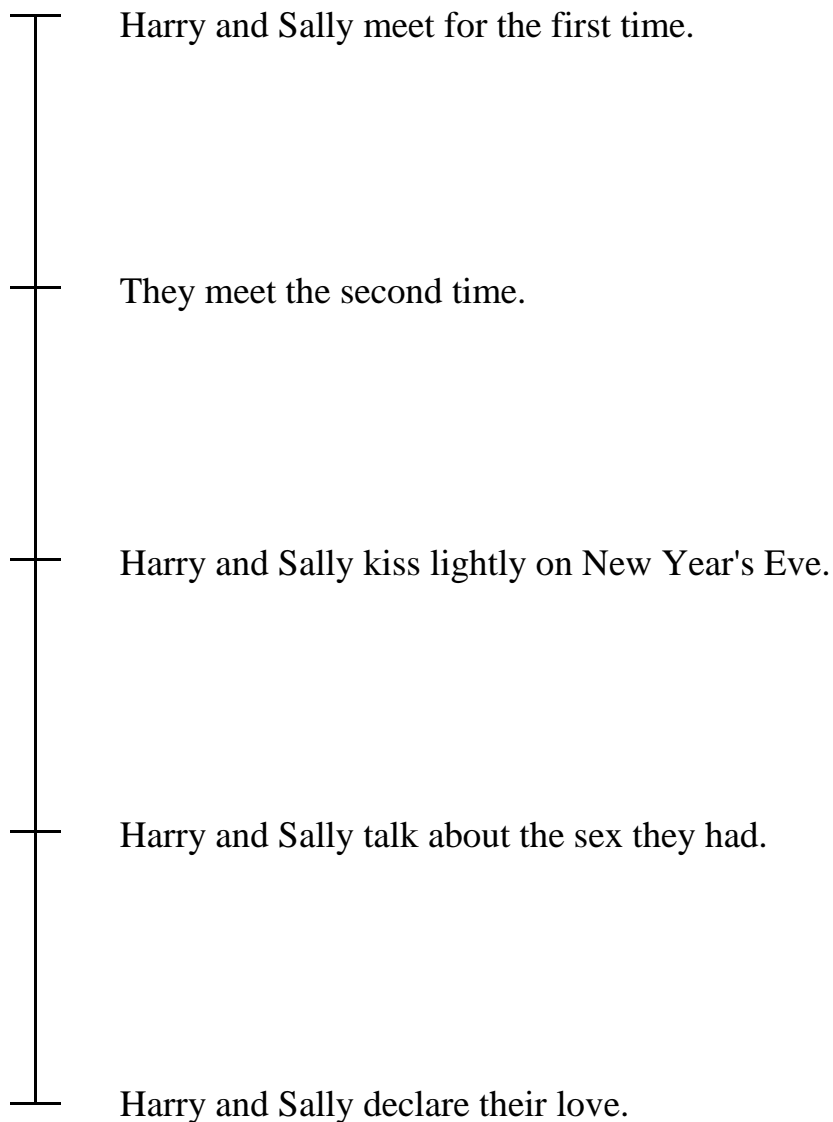 Harry and Sally meet for the first time.
They meet the second time.
Harry and Sally kiss lightly on New Year's Eve.
Harry and Sally talk about the sex they had.
Harry and Sally declare their love.